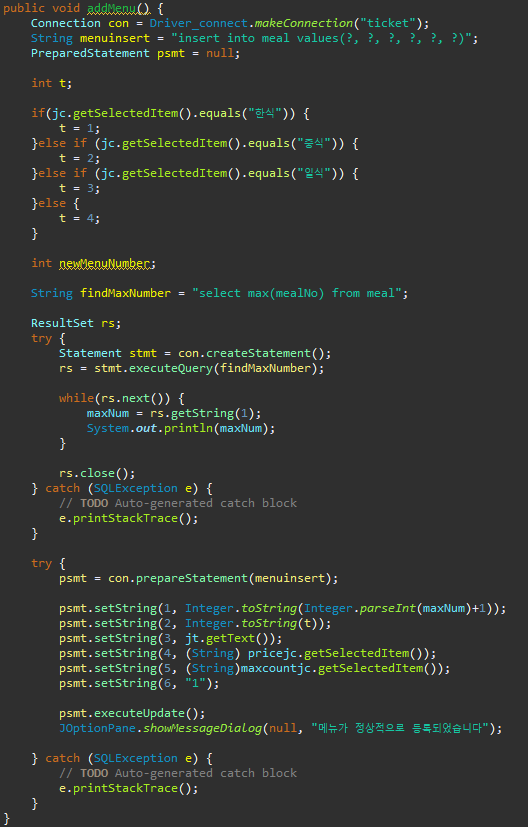 public void addMenu() {
Connection con = Driver_connect.makeConnection("ticket");
String menuinsert = "insert into meal values(?, ?, ?, ?, ?, ?)";
PreparedStatement psmt = null;
int t;
if(jc.getSelectedItem().equals("한식")) {
t = 1;
}else if (jc.getSelectedItem().equals("중식")) {
t = 2;
}else if (jc.getSelectedItem().equals("일식")) {
t = 3;
}else {
t = 4;
}
int newMenuNumber;
String findMaxNumber = "select max(mealNo) from meal";
ResultSet rs;
try {
Statement stmt = con.createStatement();
rs = stmt.executeQuery(findMaxNumber);
while(rs.next()) {
maxNum = rs.getString(1);
System.out.println(maxNum);
}
rs.close();
} catch (SQLException e) {
// TODO Auto-generated catch block
e.printStackTrace();
}
try {
psmt = con.prepareStatement(menuinsert);
psmt.setString(1, Integer.toString(Integer.parseInt(maxNum)+1));
psmt.setString(2, Integer.toString(t));
psmt.setString(3, jt.getText());
psmt.setString(4, (String) pricejc.getSelectedItem());
psmt.setString(5, (String)maxcountjc.getSelectedItem());
psmt.setString(6, "1");
psmt.executeUpdate();
JOptionPane.showMessageDialog(null, "메뉴가 정상적으로 등록되었습니다");
} catch (SQLException e) {
// TODO Auto-generated catch block
e.printStackTrace();
}
}